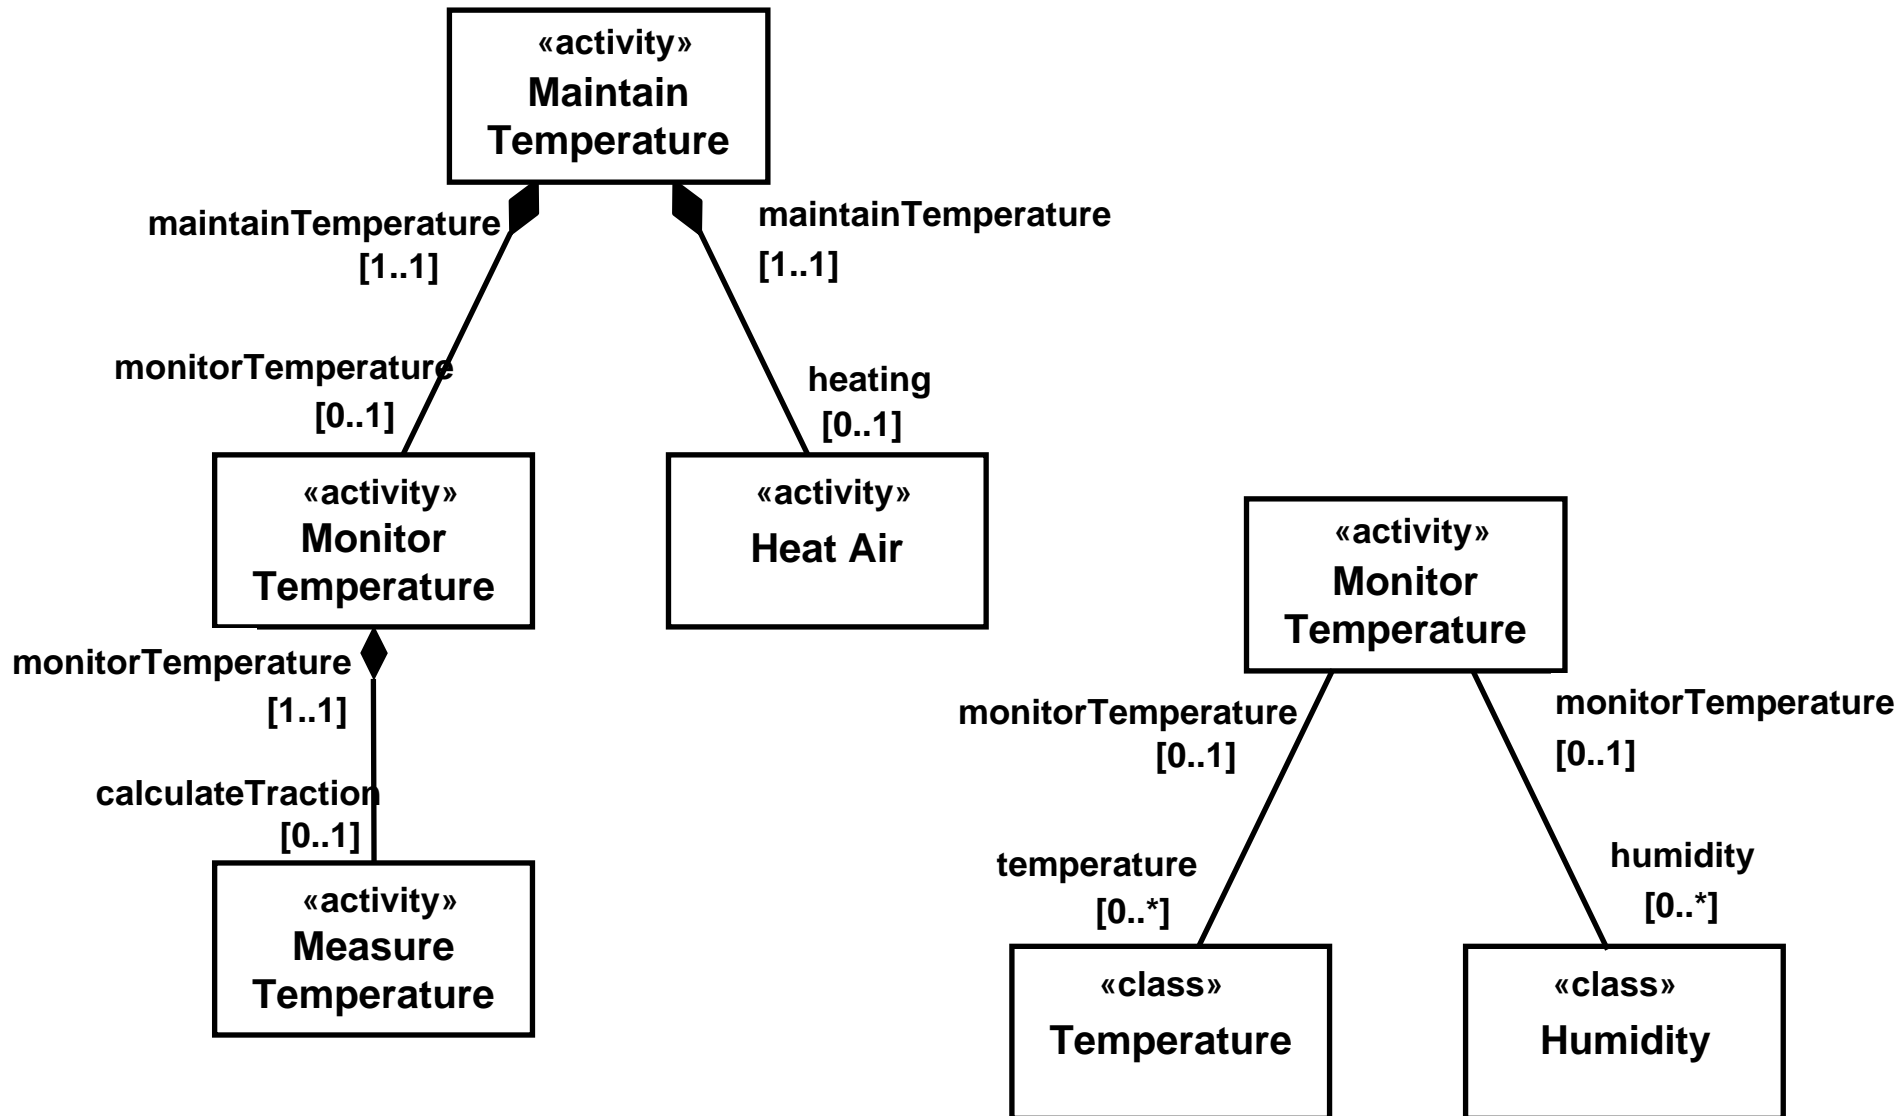 «activity»
Maintain
Temperature
maintainTemperature
[1..1]
maintainTemperature
[1..1]
monitorTemperature
[0..1]
heating
[0..1]
«activity»
Monitor
Temperature
«activity»
Heat Air
monitorTemperature
[1..1]
calculateTraction
[0..1]
«activity»
Measure
Temperature
«activity»
Monitor
Temperature
monitorTemperature
[0..1]
monitorTemperature
[0..1]
temperature
[0..*]
humidity
[0..*]
«class»
Temperature
«class»
Humidity